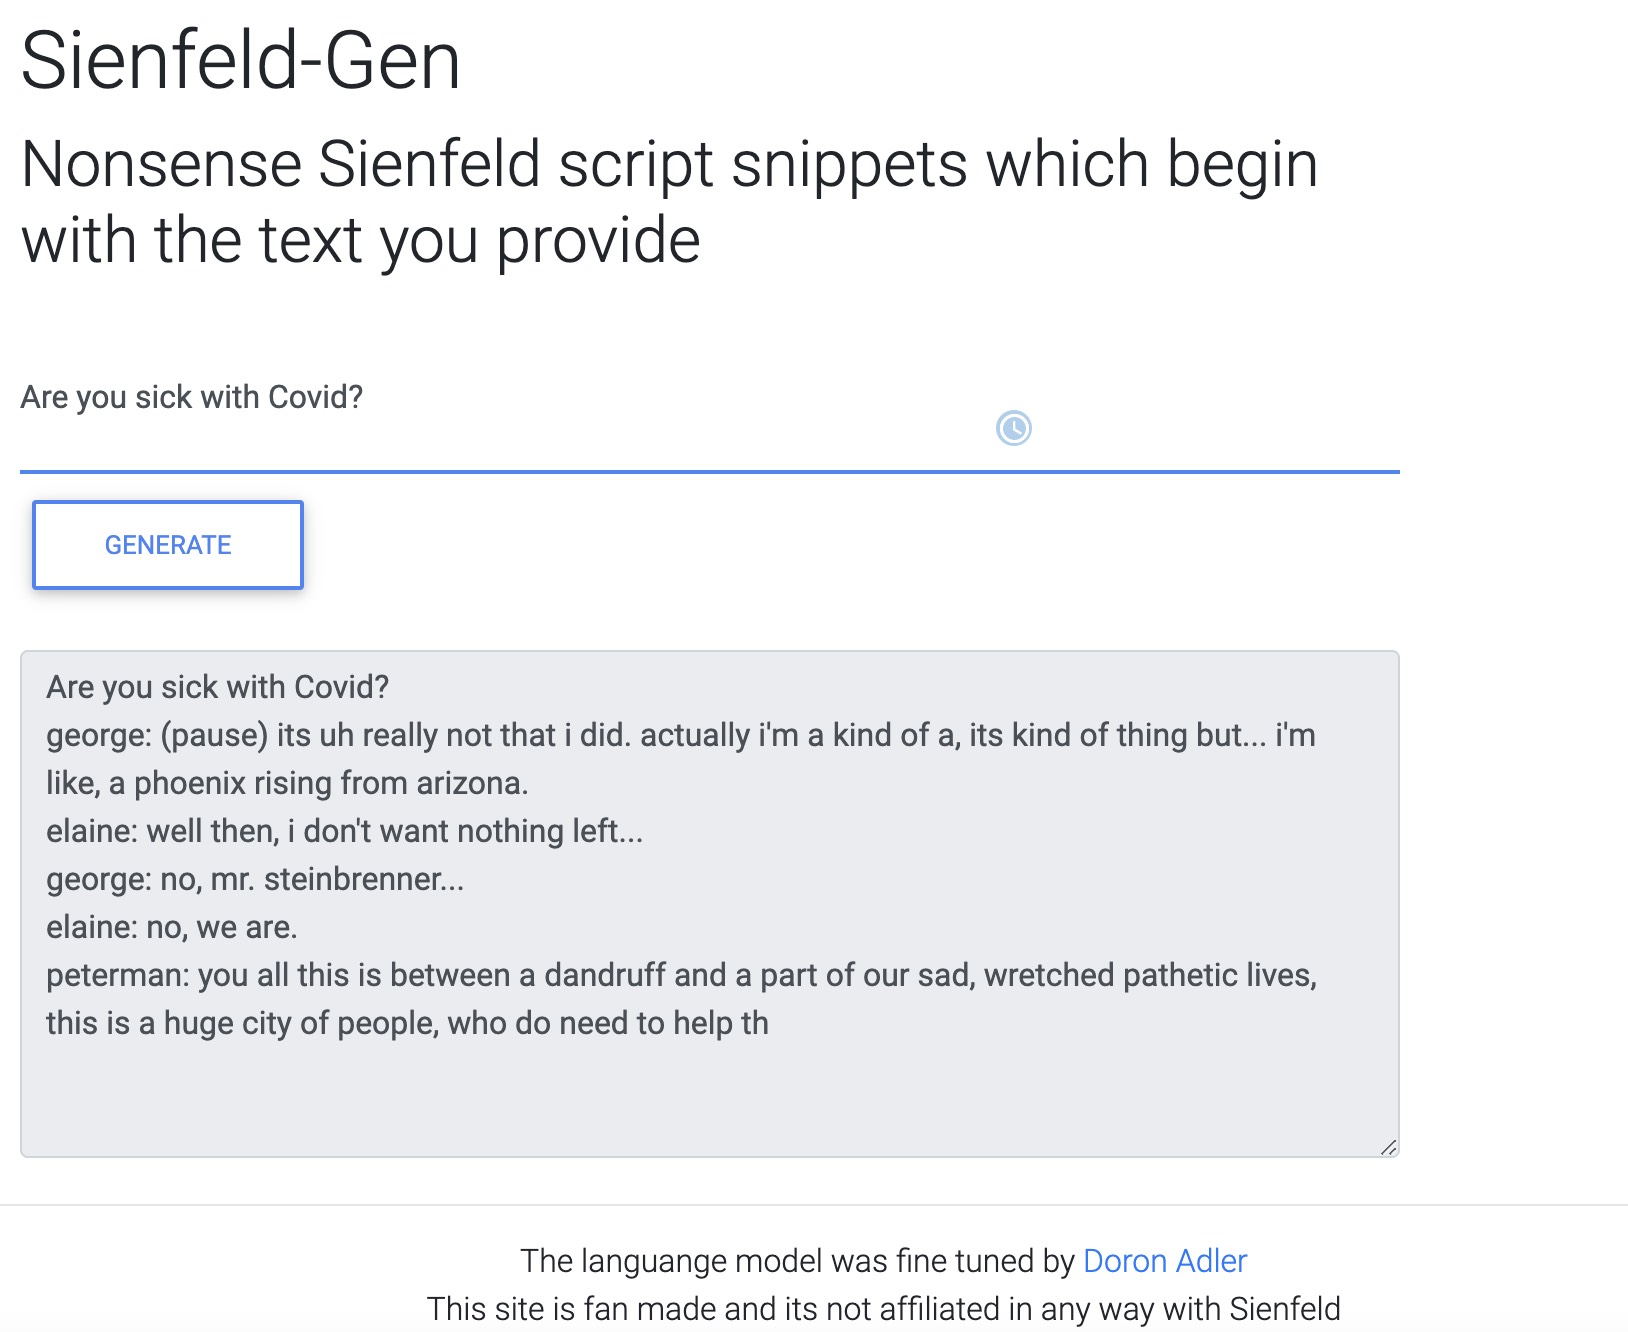 Sienfeld-Gen
Nonsense Sienfeld script snippets which begin
with the text you provide
Are you sick with Covid?
GENERATE
Are you sick with Covid?
george: (pause) its uh really not that i did. actually i'm a kind of a, its kind of thing but... i'm
like, a phoenix rising from arizona.
elaine: well then, i don't want nothing left...
george: no, mr. steinbrenner...
elaine: no, we are.
peterman: you all this is between a dandruff and a part of our sad, wretched pathetic lives,
this is a huge city of people, who do need to help th
The languange model was fine tuned by Doron Adler
This site is fan made and its not affiliated in any way with Sienfeld